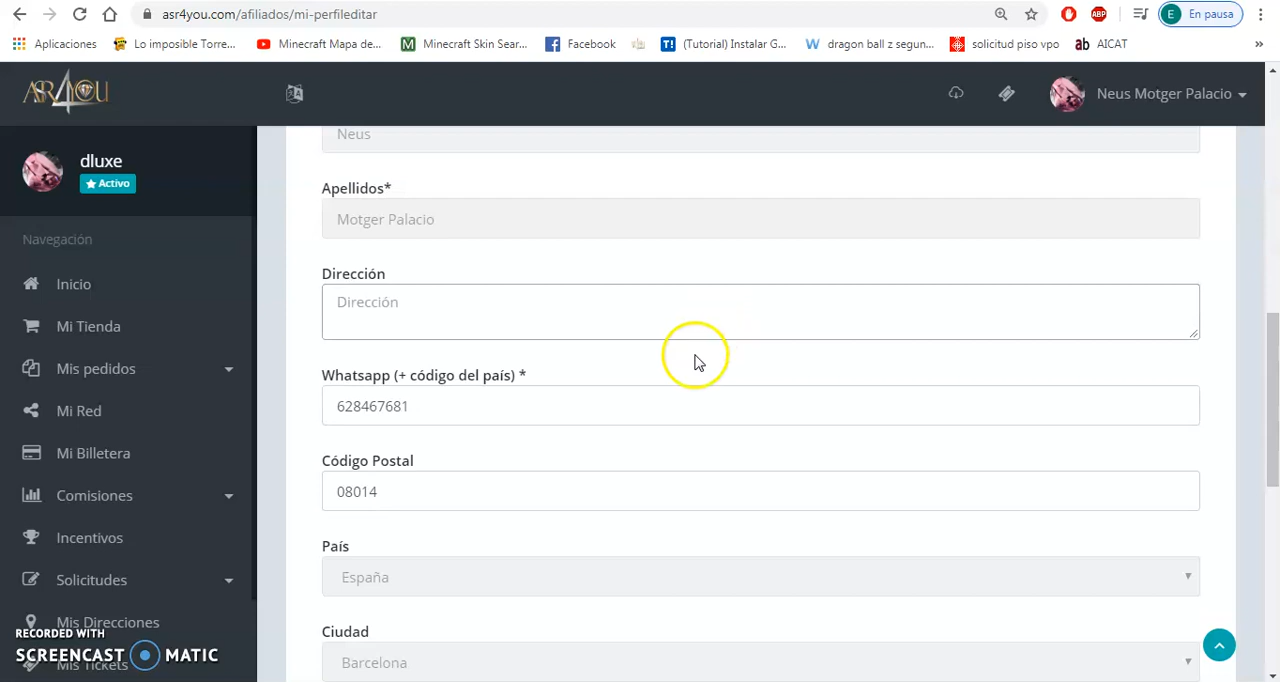 asr4you.com/afiliados/mi-perfileditar
En pausa
E
Aplicaciones
Lo imposible Torre...
Minecraft Mapa de...
Minecraft Skin Sear...
Facebook
(Tutorial) Instalar G...
dragon ball z segun...
solicitud piso vpo
ab AICAT
»
ASR4YOU
Neus Motger Palacio
dluxe
Activo
Navegación
Inicio
Mi Tienda
Mis pedidos
Mi Red
Mi Billetera
Comisiones
Incentivos
Solicitudes
Mis Direcciones
Mis Tickets
RECORDED WITH
SCREENCAST MATIC
Neus
Apellidos*
Motger Palacio
Dirección
Dirección
Whatsapp (+ código del país) *
628467681
Código Postal
08014
País
España
Ciudad
Barcelona